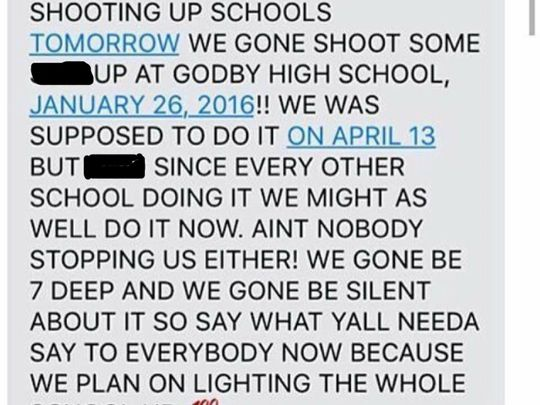 SHOOTING UP SCHOOLS
TOMORROW WE GONE SHOOT SOME
UP AT GODBY HIGH SCHOOL,
JANUARY 26, 2016!! WE WAS
SUPPOSED TO DO IT ON APRIL 13
BUT SINCE EVERY OTHER
SCHOOL DOING IT WE MIGHT AS
WELL DO IT NOW. AINT NOBODY
STOPPING US EITHER! WE GONE BE
7 DEEP AND WE GONE BE SILENT
ABOUT IT SO SAY WHAT YALL NEEDA
SAY TO EVERYBODY NOW BECAUSE
WE PLAN ON LIGHTING THE WHOLE